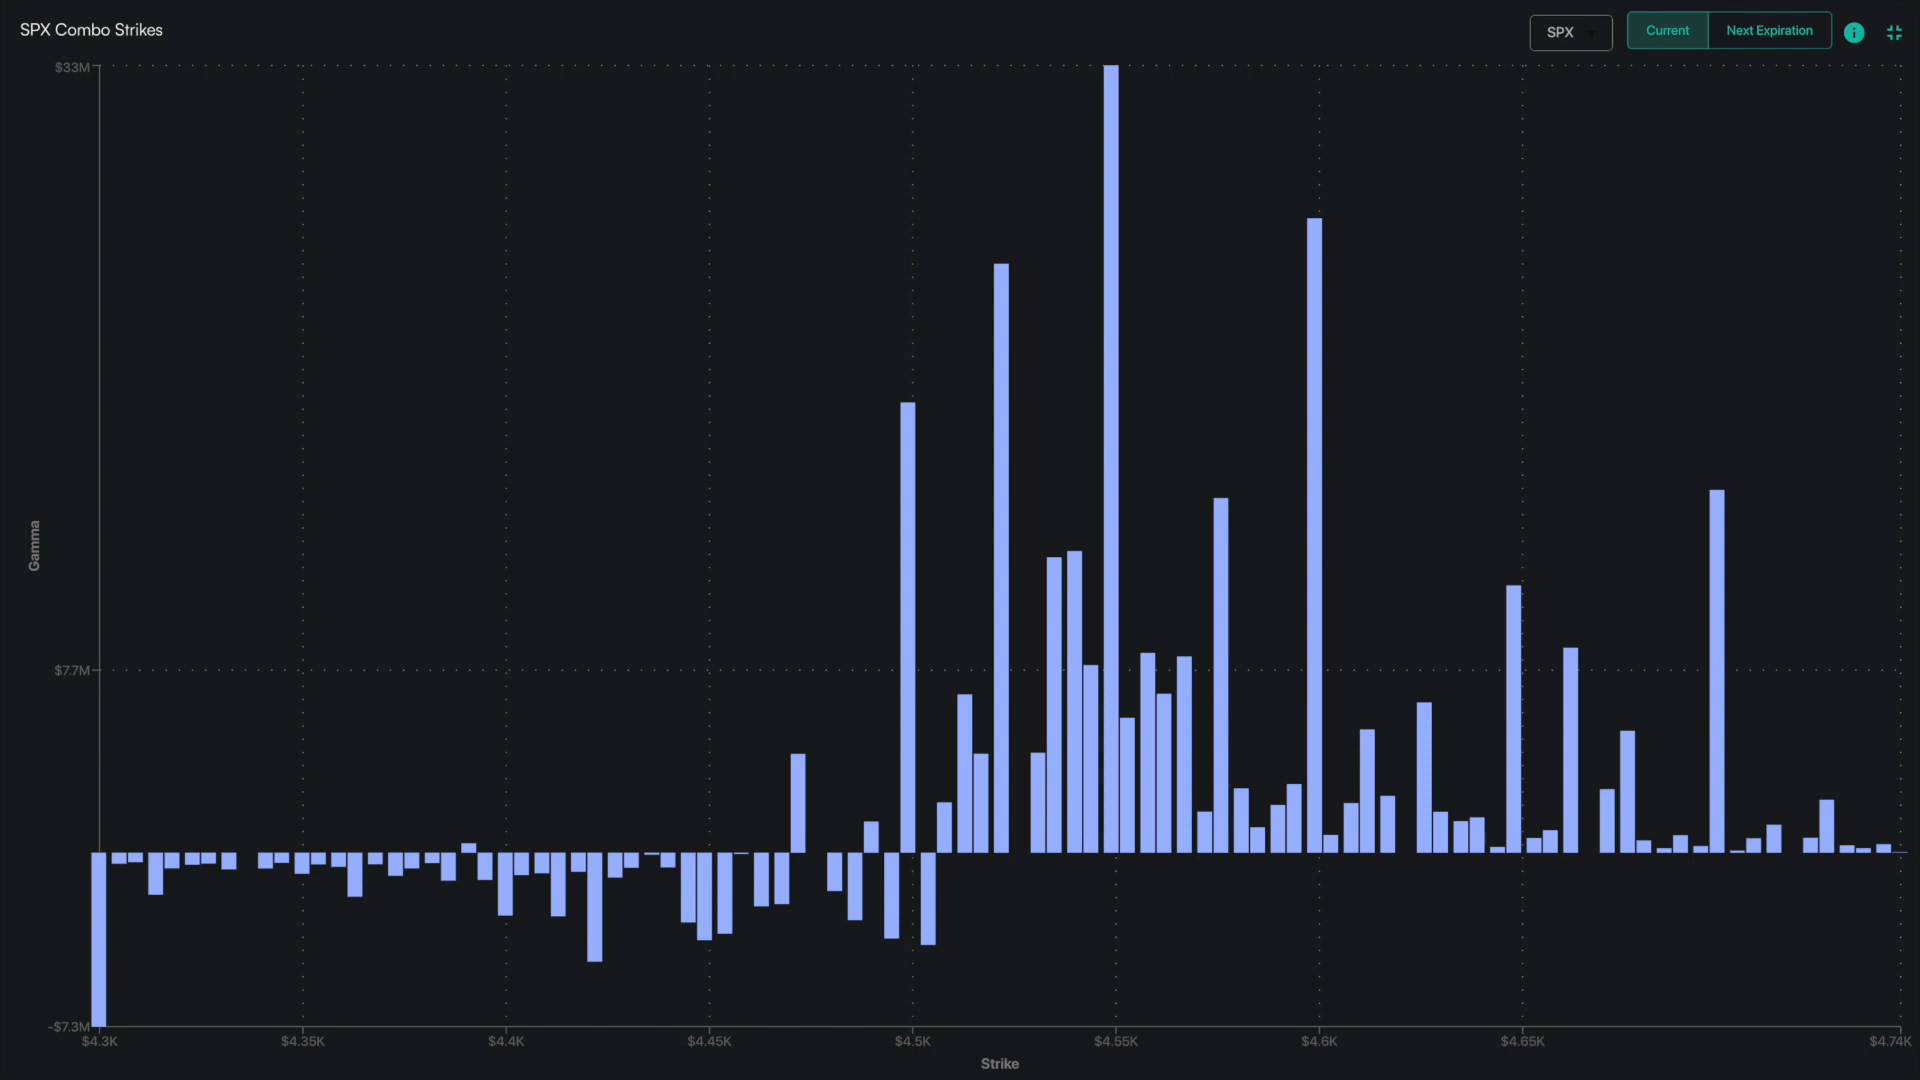 SPX Combo Strikes
SPX
Current
Next Expiration
$33M
$7.7M
-$7.3M
Gamma
$4.3K
$4.35K
$4.4K
$4.45K
$4.5K
$4.55K
$4.6K
$4.65K
$4.74K
Strike